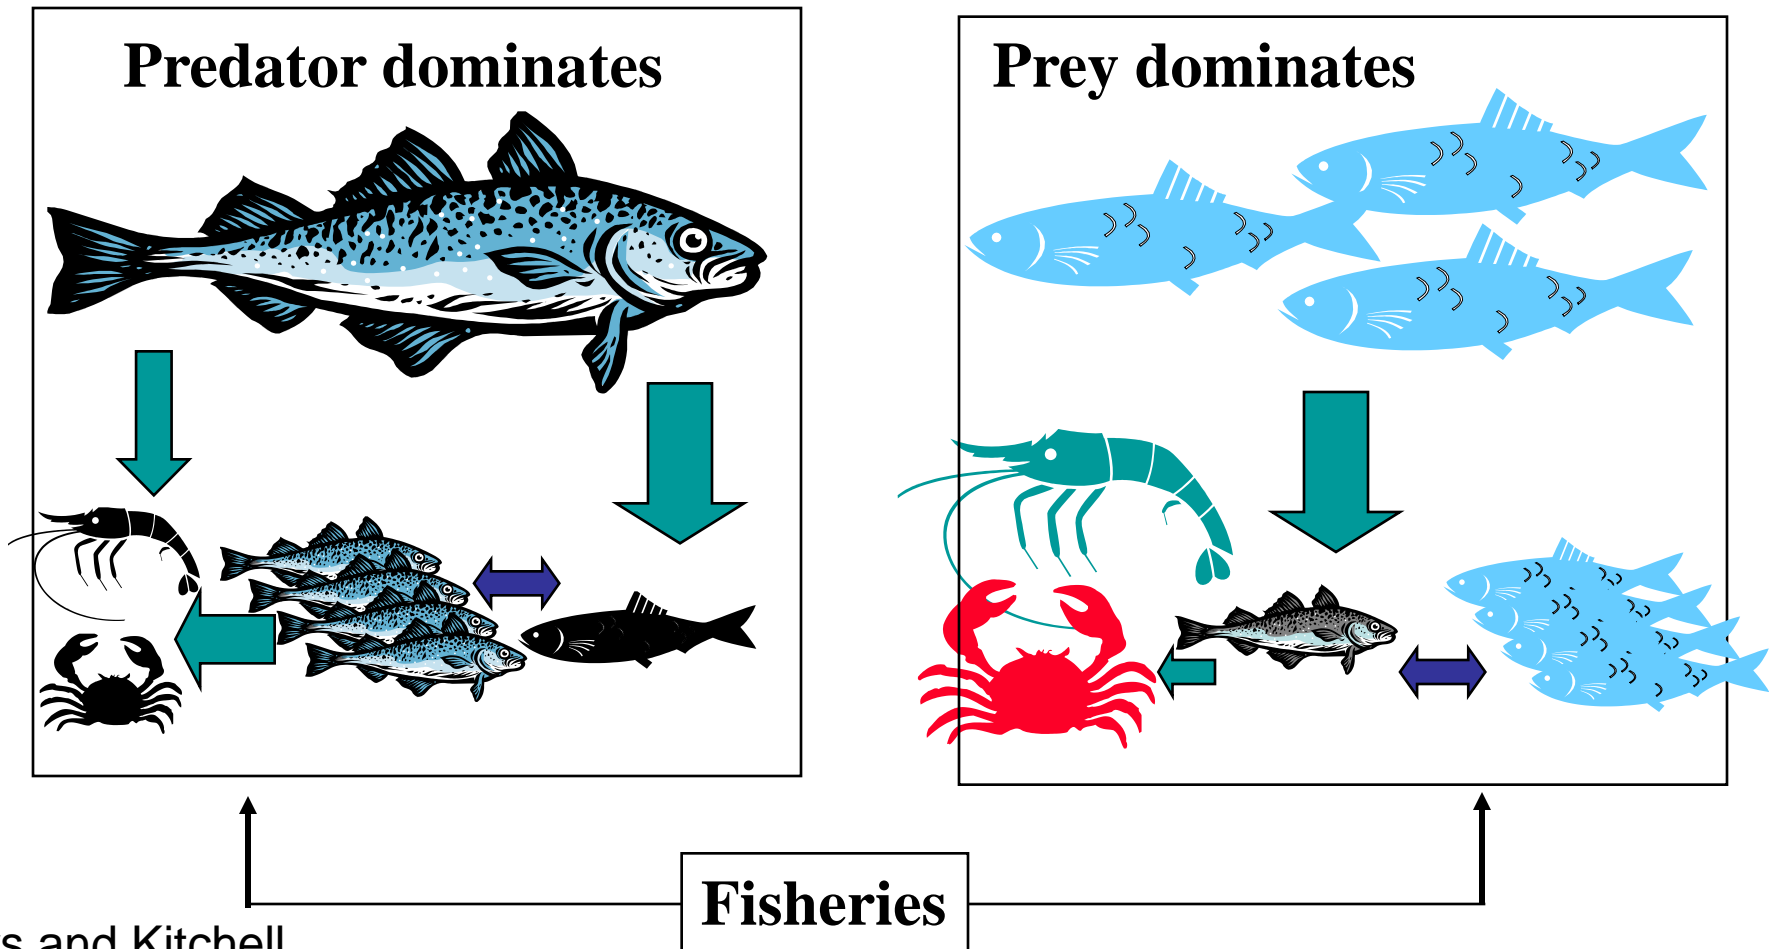 Predator dominates
Prey dominates
Fisheries
and Kitchell